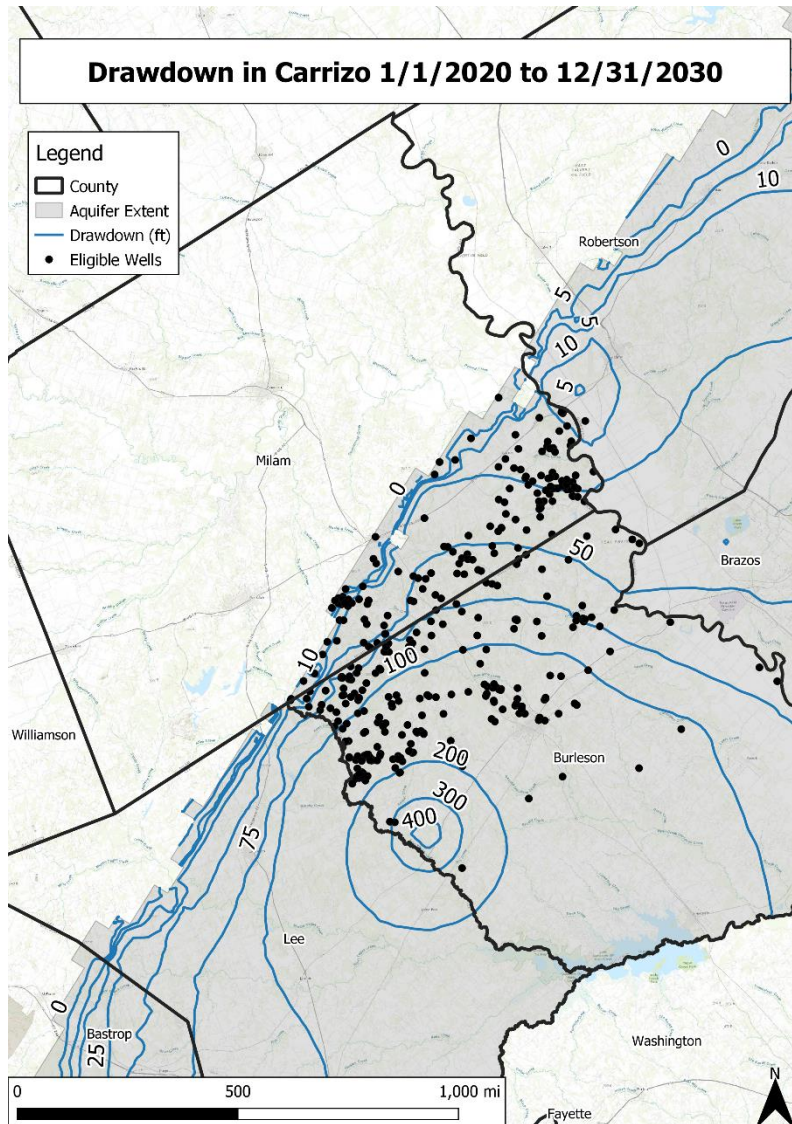 Drawdown in Carrizo 1/1/2020 to 12/31/2030
Legend
County
Aquifer Extent
Drawdown (ft)
Eligible Wells
0
10
Robertson
5
5
10
5
Milam
0
50
Brazos
10
100
Williamson
200
Burleson
300
400
75
Lee
0
Bastrop
25
Washington
0 500 1,000 mi
N
Fayette